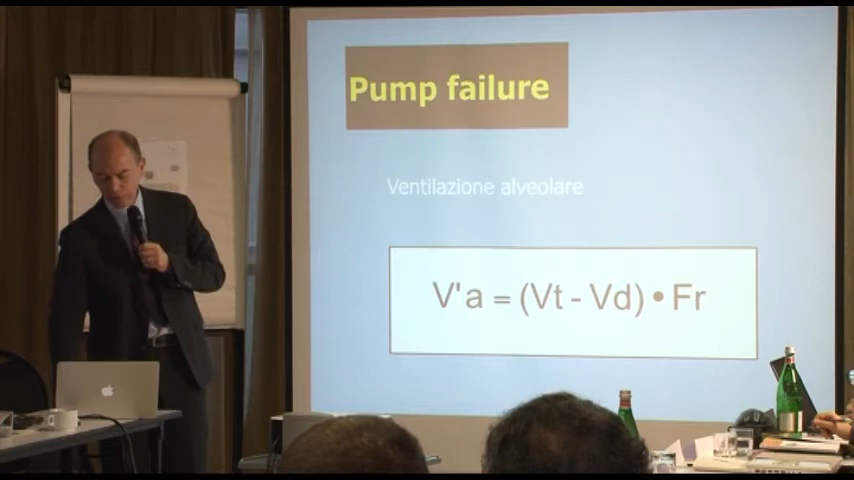 Pump failure
Ventilazione alveolare
V'a = (Vt - Vd) • Fr